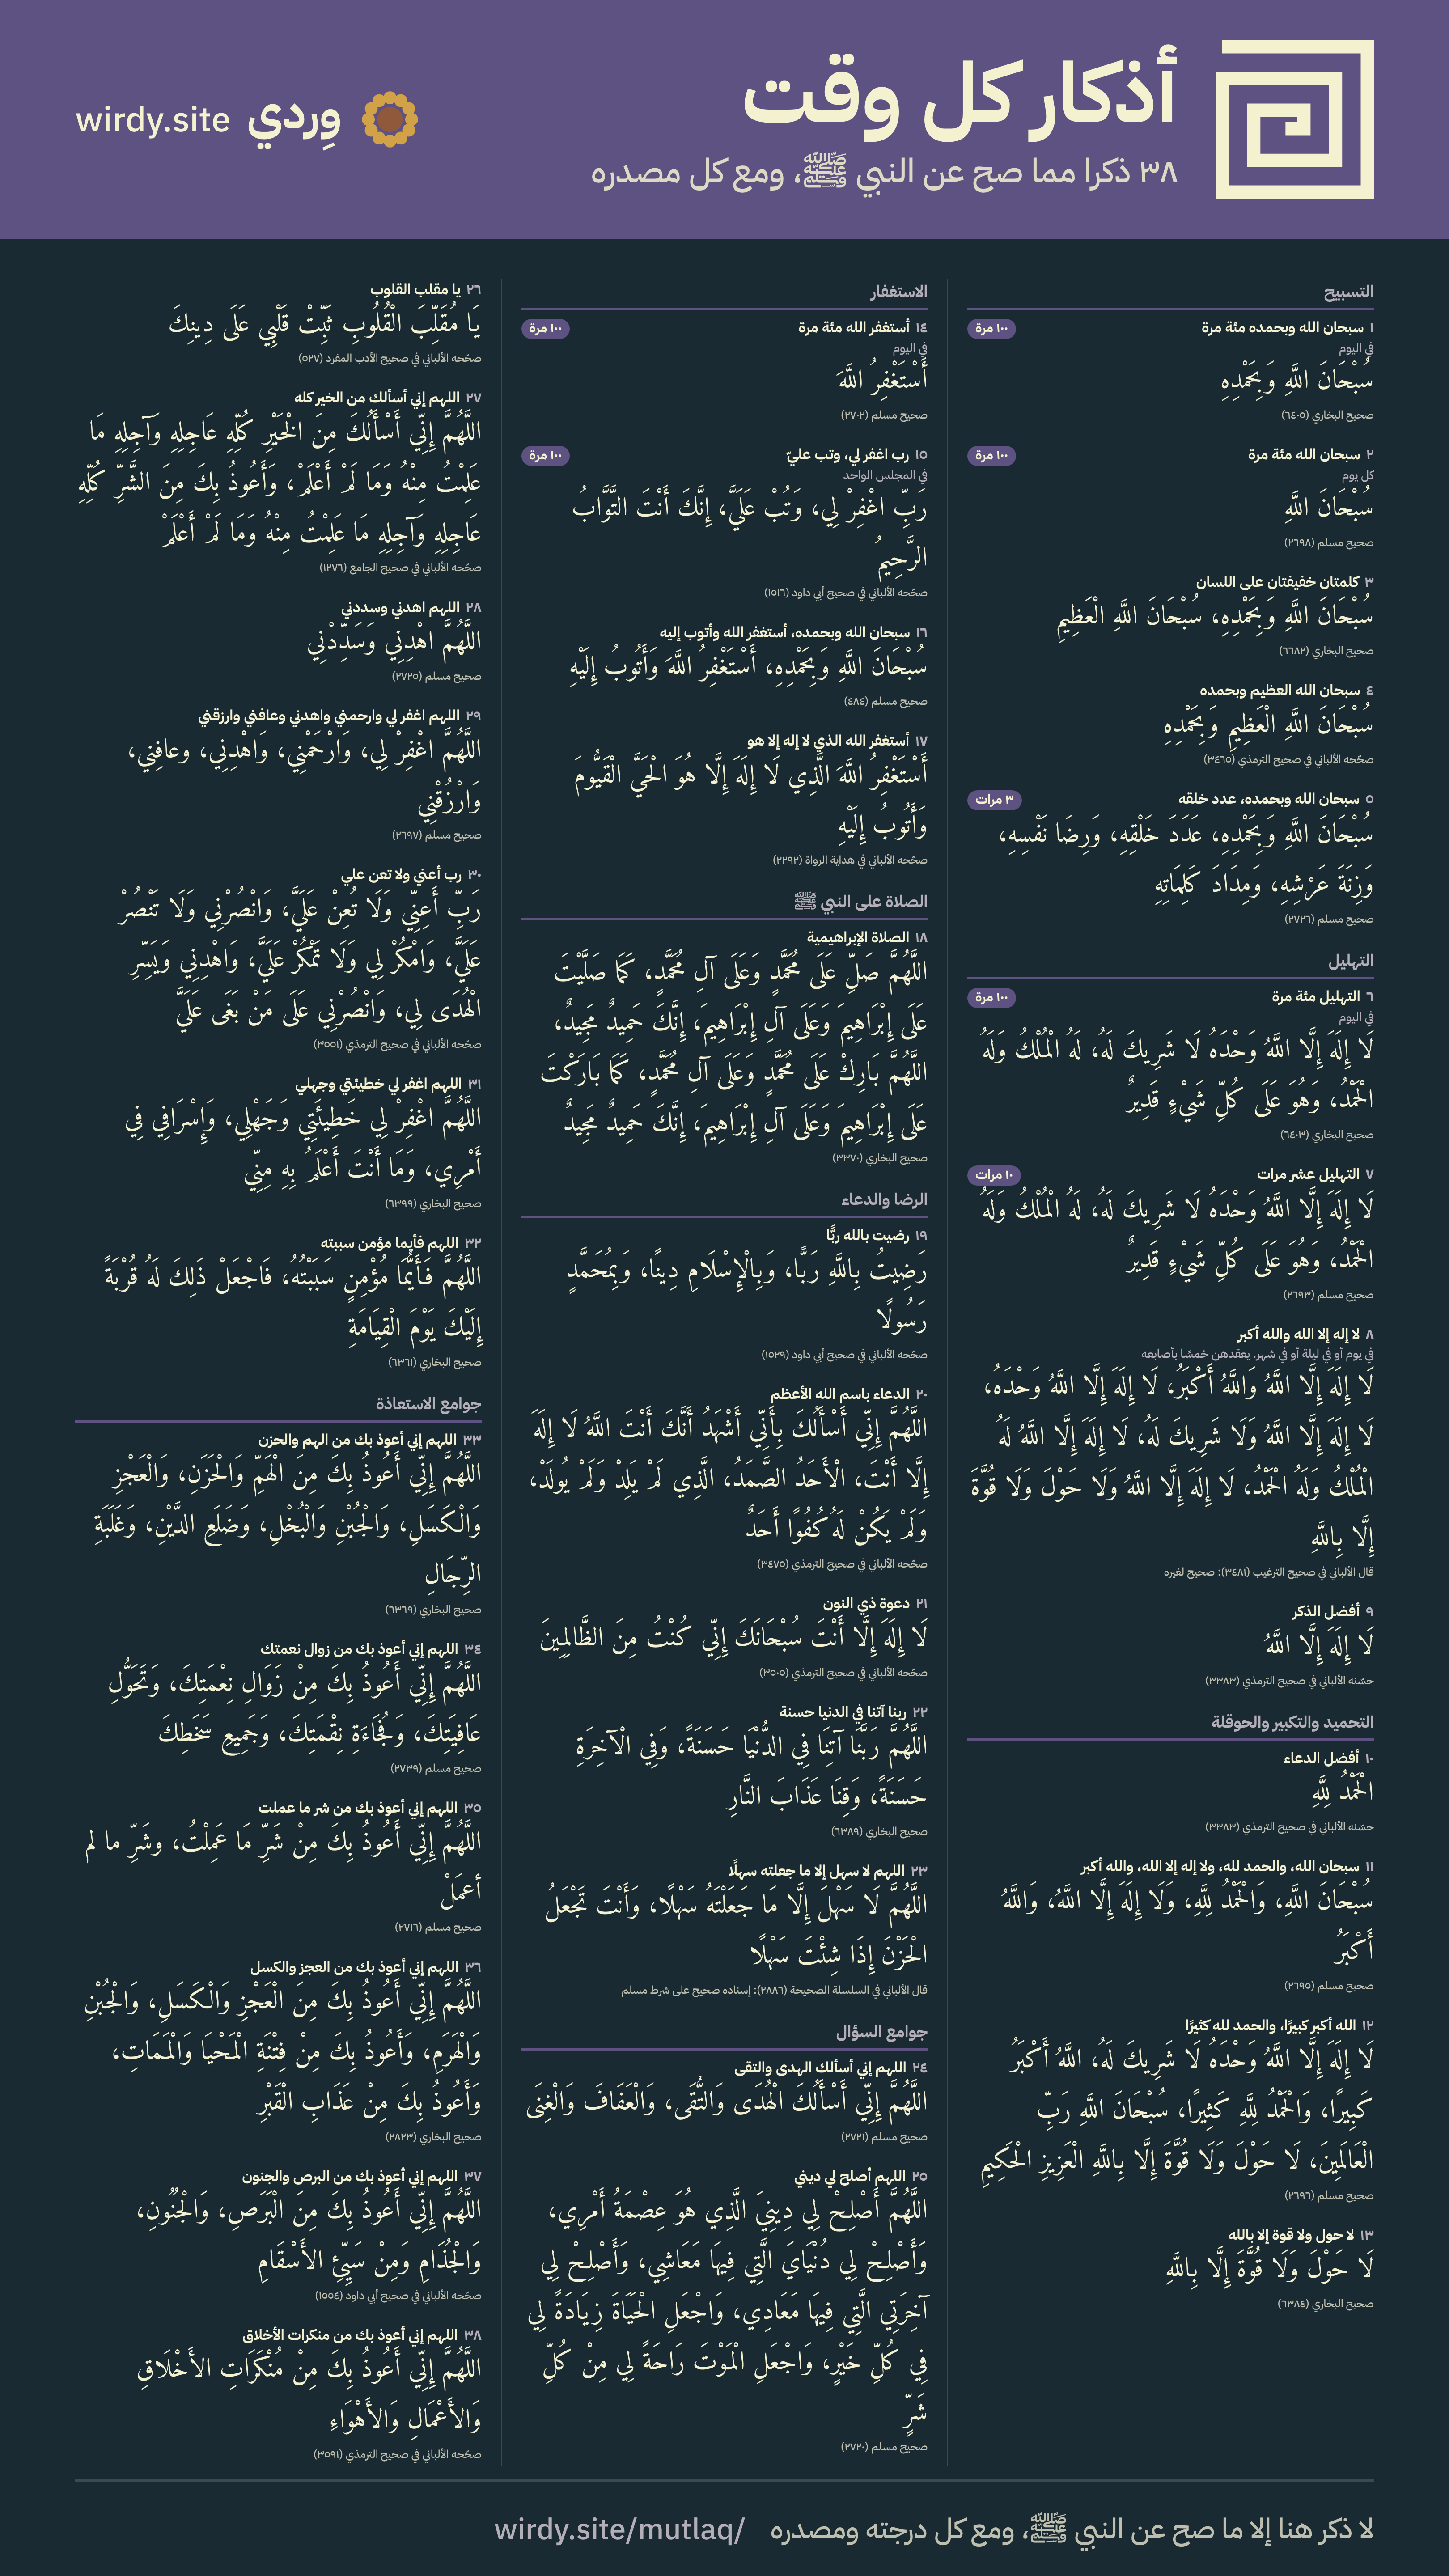 أذكار كل وقت
٣٨ ذكرا مما صح عن النبي ﷺ، ومع كل مصدره
وِردي wirdy.site
التسبيح
١ سبحان الله وبحمده مئة مرة
١٠٠ مرة
في اليوم
سُبْحَانَ اللَّهِ وَبِحَمْدِهِ
صحيح البخاري (٦٤٠٥)
٢ سبحان الله مئة مرة
١٠٠ مرة
كل يوم
سُبْحَانَ اللَّهِ
صحيح مسلم (٢٦٩٨)
٣ كلمتان خفيفتان على اللسان
سُبْحَانَ اللَّهِ وَبِحَمْدِهِ، سُبْحَانَ اللَّهِ الْعَظِيمِ
صحيح البخاري (٦٦٨٢)
٤ سبحان الله العظيم وبحمده
سُبْحَانَ اللَّهِ الْعَظِيمِ وَبِحَمْدِهِ
صحّحه الألباني في صحيح الترمذي (٣٤٦٥)
٥ سبحان الله وبحمده، عدد خلقه
٣ مرات
سُبْحَانَ اللَّهِ وَبِحَمْدِهِ، عَدَدَ خَلْقِهِ، وَرِضَا نَفْسِهِ،
وَزِنَةَ عَرْشِهِ، وَمِدَادَ كَلِمَاتِهِ
صحيح مسلم (٢٧٢٦)
التهليل
٦ التهليل مئة مرة
١٠٠ مرة
في اليوم
لَا إِلَهَ إِلَّا اللَّهُ وَحْدَهُ لَا شَرِيكَ لَهُ، لَهُ الْمُلْكُ وَلَهُ
الْحَمْدُ، وَهُوَ عَلَى كُلِّ شَيْءٍ قَدِيرٌ
صحيح البخاري (٦٤٠٣)
٧ التهليل عشر مرات
١٠ مرات
لَا إِلَهَ إِلَّا اللَّهُ وَحْدَهُ لَا شَرِيكَ لَهُ، لَهُ الْمُلْكُ وَلَهُ
الْحَمْدُ، وَهُوَ عَلَى كُلِّ شَيْءٍ قَدِيرٌ
صحيح مسلم (٢٦٩٣)
٨ لا إله إلا الله والله أكبر
في يوم أو في ليلة أو في شهر. يعقدهن خمسًا بأصابعه
لَا إِلَهَ إِلَّا اللَّهُ وَاللَّهُ أَكْبَرُ، لَا إِلَهَ إِلَّا اللَّهُ وَحْدَهُ،
لَا إِلَهَ إِلَّا اللَّهُ وَلَا شَرِيكَ لَهُ، لَا إِلَهَ إِلَّا اللَّهُ لَهُ
الْمُلْكُ وَلَهُ الْحَمْدُ، لَا إِلَهَ إِلَّا اللَّهُ وَلَا حَوْلَ وَلَا قُوَّةَ
إِلَّا بِاللَّهِ
قال الألباني في صحيح الترغيب (٣٤٨١): صحيح لغيره
٩ أفضل الذكر
لَا إِلَهَ إِلَّا اللَّهُ
حسّنه الألباني في صحيح الترمذي (٣٣٨٣)
التحميد والتكبير والحوقلة
١٠ أفضل الدعاء
الْحَمْدُ لِلَّهِ
حسّنه الألباني في صحيح الترمذي (٣٣٨٣)
١١ سبحان الله، والحمد لله، ولا إله إلا الله، والله أكبر
سُبْحَانَ اللَّهِ، وَالْحَمْدُ لِلَّهِ، وَلَا إِلَهَ إِلَّا اللَّهُ، وَاللَّهُ
أَكْبَرُ
صحيح مسلم (٢٦٩٥)
١٢ الله أكبر كبيرًا، والحمد لله كثيرًا
لَا إِلَهَ إِلَّا اللَّهُ وَحْدَهُ لَا شَرِيكَ لَهُ، اللَّهُ أَكْبَرُ
كَبِيرًا، وَالْحَمْدُ لِلَّهِ كَثِيرًا، سُبْحَانَ اللَّهِ رَبِّ
الْعَالَمِينَ، لَا حَوْلَ وَلَا قُوَّةَ إِلَّا بِاللَّهِ الْعَزِيزِ الْحَكِيمِ
صحيح مسلم (٢٦٩٦)
١٣ لا حول ولا قوة إلا بالله
لَا حَوْلَ وَلَا قُوَّةَ إِلَّا بِاللَّهِ
صحيح البخاري (٦٣٨٤)
الاستغفار
١٤ أستغفر الله مئة مرة
١٠٠ مرة
في اليوم
أَسْتَغْفِرُ اللَّهَ
صحيح مسلم (٢٧٠٢)
١٥ رب اغفر لي، وتب عليّ
١٠٠ مرة
في المجلس الواحد
رَبِّ اغْفِرْ لِي، وَتُبْ عَلَيَّ، إِنَّكَ أَنْتَ التَّوَّابُ
الرَّحِيمُ
صحّحه الألباني في صحيح أبي داود (١٥١٦)
١٦ سبحان الله وبحمده، أستغفر الله وأتوب إليه
سُبْحَانَ اللَّهِ وَبِحَمْدِهِ، أَسْتَغْفِرُ اللَّهَ وَأَتُوبُ إِلَيْهِ
صحيح مسلم (٤٨٤)
١٧ أستغفر الله الذي لا إله إلا هو
أَسْتَغْفِرُ اللَّهَ الَّذِي لَا إِلَهَ إِلَّا هُوَ الْحَيَّ الْقَيُّومَ
وَأَتُوبُ إِلَيْهِ
صحّحه الألباني في هداية الرواة (٢٢٩٢)
الصلاة على النبي ﷺ
١٨ الصلاة الإبراهيمية
اللَّهُمَّ صَلِّ عَلَى مُحَمَّدٍ وَعَلَى آلِ مُحَمَّدٍ، كَمَا صَلَّيْتَ
عَلَى إِبْرَاهِيمَ وَعَلَى آلِ إِبْرَاهِيمَ، إِنَّكَ حَمِيدٌ مَجِيدٌ،
اللَّهُمَّ بَارِكْ عَلَى مُحَمَّدٍ وَعَلَى آلِ مُحَمَّدٍ، كَمَا بَارَكْتَ
عَلَى إِبْرَاهِيمَ وَعَلَى آلِ إِبْرَاهِيمَ، إِنَّكَ حَمِيدٌ مَجِيدٌ
صحيح البخاري (٣٣٧٠)
الرضا والدعاء
١٩ رضيت بالله ربًّا
رَضِيتُ بِاللَّهِ رَبًّا، وَبِالْإِسْلَامِ دِينًا، وَبِمُحَمَّدٍ
رَسُولًا
صحّحه الألباني في صحيح أبي داود (١٥٢٩)
٢٠ الدعاء باسم الله الأعظم
اللَّهُمَّ إِنِّي أَسْأَلُكَ بِأَنِّي أَشْهَدُ أَنَّكَ أَنْتَ اللَّهُ لَا إِلَهَ
إِلَّا أَنْتَ، الْأَحَدُ الصَّمَدُ، الَّذِي لَمْ يَلِدْ وَلَمْ يُولَدْ،
وَلَمْ يَكُنْ لَهُ كُفُوًا أَحَدٌ
صحّحه الألباني في صحيح الترمذي (٣٤٧٥)
٢١ دعوة ذي النون
لَا إِلَهَ إِلَّا أَنْتَ سُبْحَانَكَ إِنِّي كُنْتُ مِنَ الظَّالِمِينَ
صحّحه الألباني في صحيح الترمذي (٣٥٠٥)
٢٢ ربنا آتنا في الدنيا حسنة
اللَّهُمَّ رَبَّنَا آتِنَا فِي الدُّنْيَا حَسَنَةً، وَفِي الْآخِرَةِ
حَسَنَةً، وَقِنَا عَذَابَ النَّارِ
صحيح البخاري (٦٣٨٩)
٢٣ اللهم لا سهل إلا ما جعلته سهلًا
اللَّهُمَّ لَا سَهْلَ إِلَّا مَا جَعَلْتَهُ سَهْلًا، وَأَنْتَ تَجْعَلُ
الْحَزْنَ إِذَا شِئْتَ سَهْلًا
قال الألباني في السلسلة الصحيحة (٢٨٨٦): إسناده صحيح على شرط مسلم
جوامع السؤال
٢٤ اللهم إني أسألك الهدى والتقى
اللَّهُمَّ إِنِّي أَسْأَلُكَ الْهُدَى وَالتُّقَى، وَالْعَفَافَ وَالْغِنَى
صحيح مسلم (٢٧٢١)
٢٥ اللهم أصلح لي ديني
اللَّهُمَّ أَصْلِحْ لِي دِينِيَ الَّذِي هُوَ عِصْمَةُ أَمْرِي،
وَأَصْلِحْ لِي دُنْيَايَ الَّتِي فِيهَا مَعَاشِي، وَأَصْلِحْ لِي
آخِرَتِي الَّتِي فِيهَا مَعَادِي، وَاجْعَلِ الْحَيَاةَ زِيَادَةً لِي
فِي كُلِّ خَيْرٍ، وَاجْعَلِ الْمَوْتَ رَاحَةً لِي مِنْ كُلِّ
شَرٍّ
صحيح مسلم (٢٧٢٠)
٢٦ يا مقلب القلوب
يَا مُقَلِّبَ الْقُلُوبِ ثَبِّتْ قَلْبِي عَلَى دِينِكَ
صحّحه الألباني في صحيح الأدب المفرد (٥٢٧)
٢٧ اللهم إني أسألك من الخير كله
اللَّهُمَّ إِنِّي أَسْأَلُكَ مِنَ الْخَيْرِ كُلِّهِ عَاجِلِهِ وَآجِلِهِ مَا
عَلِمْتُ مِنْهُ وَمَا لَمْ أَعْلَمْ، وَأَعُوذُ بِكَ مِنَ الشَّرِّ كُلِّهِ
عَاجِلِهِ وَآجِلِهِ مَا عَلِمْتُ مِنْهُ وَمَا لَمْ أَعْلَمْ
صحّحه الألباني في صحيح الجامع (١٢٧٦)
٢٨ اللهم اهدني وسددني
اللَّهُمَّ اهْدِنِي وَسَدِّدْنِي
صحيح مسلم (٢٧٢٥)
٢٩ اللهم اغفر لي وارحمني واهدني وعافني وارزقني
اللَّهُمَّ اغْفِرْ لِي، وَارْحَمْنِي، وَاهْدِنِي، وعافِنِي،
وَارْزُقْنِي
صحيح مسلم (٢٦٩٧)
٣٠ رب أعني ولا تعن علي
رَبِّ أَعِنِّي وَلَا تُعِنْ عَلَيَّ، وَانْصُرْنِي وَلَا تَنْصُرْ
عَلَيَّ، وَامْكُرْ لِي وَلَا تَمْكُرْ عَلَيَّ، وَاهْدِنِي وَيَسِّرِ
الْهُدَى لِي، وَانْصُرْنِي عَلَى مَنْ بَغَى عَلَيَّ
صحّحه الألباني في صحيح الترمذي (٣٥٥١)
٣١ اللهم اغفر لي خطيئتي وجهلي
اللَّهُمَّ اغْفِرْ لِي خَطِيئَتِي وَجَهْلِي، وَإِسْرَافِي فِي
أَمْرِي، وَمَا أَنْتَ أَعْلَمُ بِهِ مِنِّي
صحيح البخاري (٦٣٩٩)
٣٢ اللهم فأيما مؤمن سببته
اللَّهُمَّ فَأَيُّمَا مُؤْمِنٍ سَبَبْتُهُ، فَاجْعَلْ ذَلِكَ لَهُ قُرْبَةً
إِلَيْكَ يَوْمَ الْقِيَامَةِ
صحيح البخاري (٦٣٦١)
جوامع الاستعاذة
٣٣ اللهم إني أعوذ بك من الهم والحزن
اللَّهُمَّ إِنِّي أَعُوذُ بِكَ مِنَ الْهَمِّ وَالْحَزَنِ، وَالْعَجْزِ
وَالْكَسَلِ، وَالْجُبْنِ وَالْبُخْلِ، وَضَلَعِ الدَّيْنِ، وَغَلَبَةِ
الرِّجَالِ
صحيح البخاري (٦٣٦٩)
٣٤ اللهم إني أعوذ بك من زوال نعمتك
اللَّهُمَّ إِنِّي أَعُوذُ بِكَ مِنْ زَوَالِ نِعْمَتِكَ، وَتَحَوُّلِ
عَافِيَتِكَ، وَفُجَاءَةِ نِقْمَتِكَ، وَجَمِيعِ سَخَطِكَ
صحيح مسلم (٢٧٣٩)
٣٥ اللهم إني أعوذ بك من شر ما عملت
اللَّهُمَّ إِنِّي أَعُوذُ بِكَ مِنْ شَرِّ مَا عَمِلْتُ، وشَرِّ ما لم
أعمَلْ
صحيح مسلم (٢٧١٦)
٣٦ اللهم إني أعوذ بك من العجز والكسل
اللَّهُمَّ إِنِّي أَعُوذُ بِكَ مِنَ الْعَجْزِ وَالْكَسَلِ، وَالْجُبْنِ
وَالْهَرَمِ، وَأَعُوذُ بِكَ مِنْ فِتْنَةِ الْمَحْيَا وَالْمَمَاتِ،
وَأَعُوذُ بِكَ مِنْ عَذَابِ الْقَبْرِ
صحيح البخاري (٢٨٢٣)
٣٧ اللهم إني أعوذ بك من البرص والجنون
اللَّهُمَّ إِنِّي أَعُوذُ بِكَ مِنَ الْبَرَصِ، وَالْجُنُونِ،
وَالْجُذَامِ وَمِنْ سَيِّئِ الأَسْقَامِ
صحّحه الألباني في صحيح أبي داود (١٥٥٤)
٣٨ اللهم إني أعوذ بك من منكرات الأخلاق
اللَّهُمَّ إِنِّي أَعُوذُ بِكَ مِنْ مُنْكَرَاتِ الأَخْلَاقِ
وَالأَعْمَالِ وَالأَهْوَاءِ
صحّحه الألباني في صحيح الترمذي (٣٥٩١)
لا ذكر هنا إلا ما صح عن النبي ﷺ، ومع كل درجته ومصدره
wirdy.site/mutlaq/